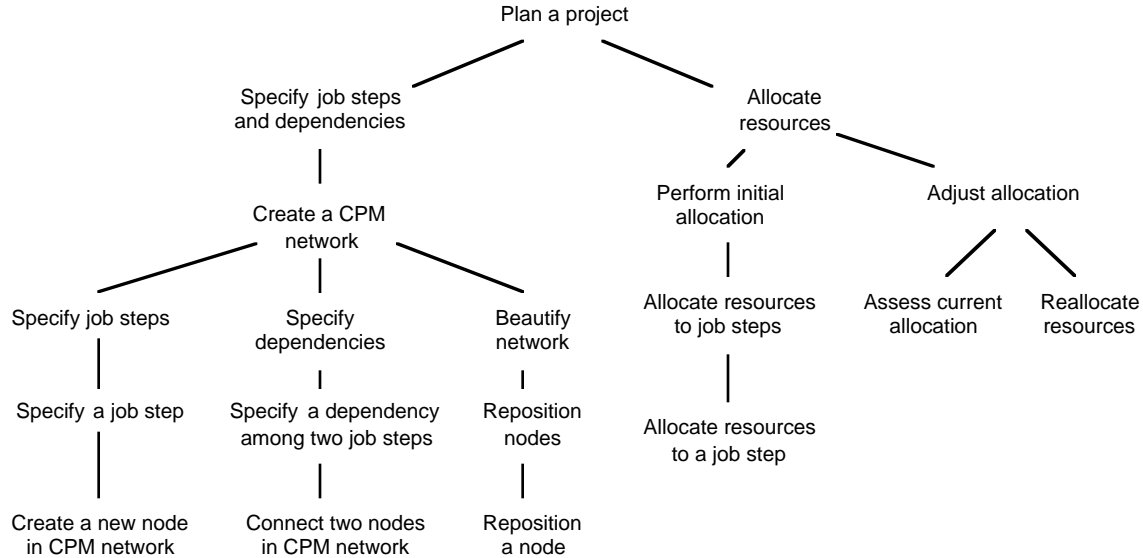 Plan a project
Specify job steps
and dependencies
Allocate
resources
Create a CPM
network
Perform initial
allocation
Adjust allocation
Specify job steps
Specify
dependencies
Beautify
network
Allocate resources
to job steps
Assess current
allocation
Reallocate
resources
Specify a job step
Specify a dependency
among two job steps
Reposition
nodes
Allocate resources
to a job step
Create a new node
in CPM network
Connect two nodes
in CPM network
Reposition
a node